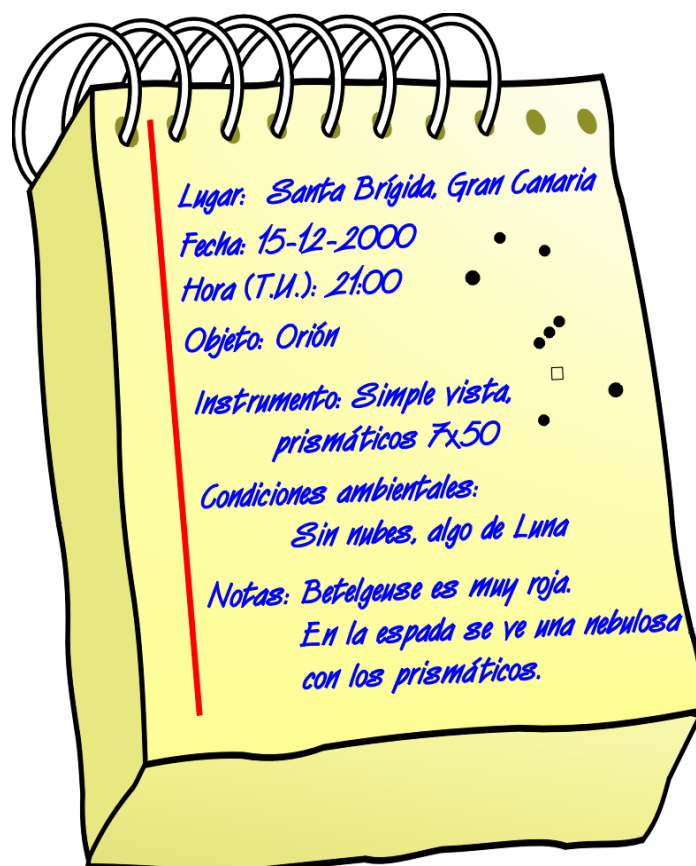 Lugar: Santa Brígida, Gran Canaria
Fecha: 15-12-2000
Hora (T.U.): 21:00
Objeto: Orión
Instrumento: Simple vista,
prismáticos 7x50
Condiciones ambientales:
Sin nubes, algo de Luna
Notas: Betelgeuse es muy roja.
En la espada se ve una nebulosa
con los prismáticos.